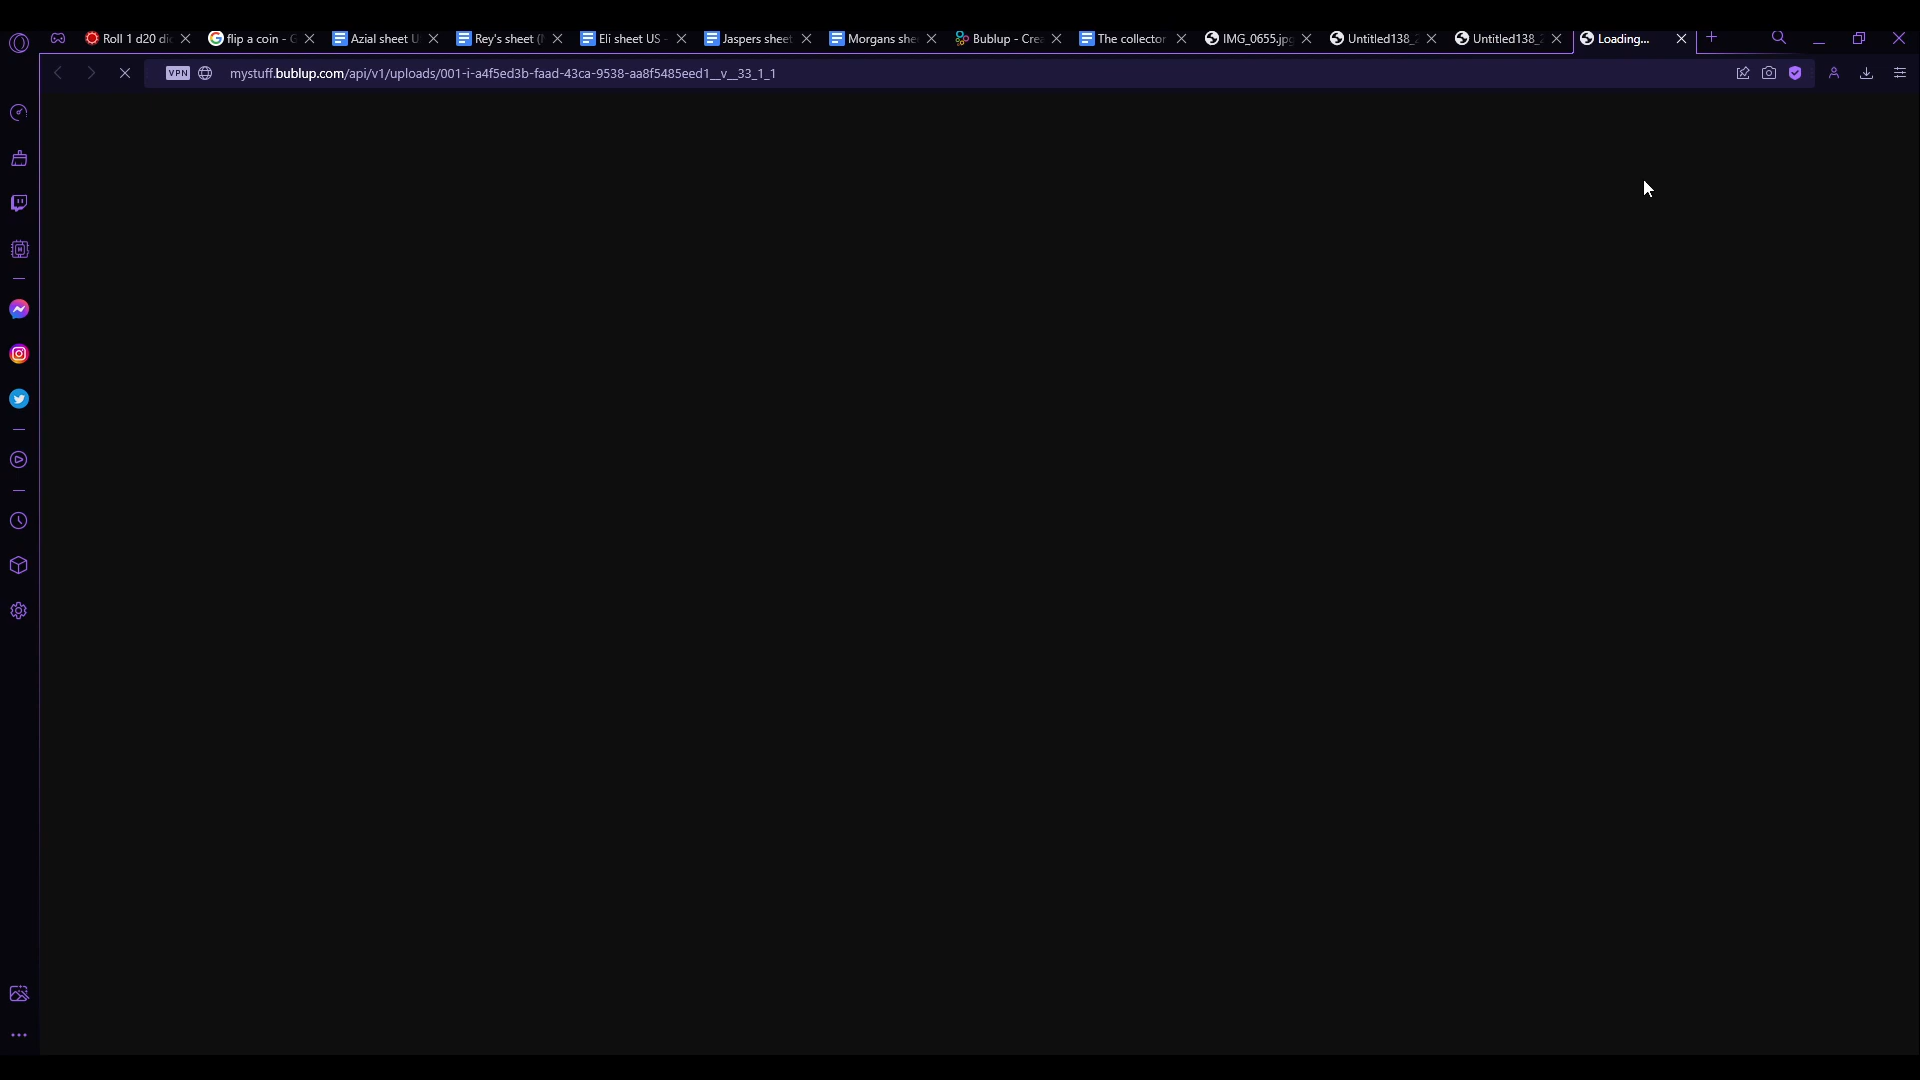 Roll 1 d20 di
flip a coin - G
Azial sheet U
Rey's sheet (
Eli sheet US -
Jaspers sheet
Morgans she
Bublup - Crea
The collector
IMG_0655.jpg
Untitled138_
Untitled138_
Loading...
VPN
mystuff.bublup.com/api/v1/uploads/001-i-a4f5ed3b-faad-43ca-9538-aa8f5485eed1__v__33_1_1